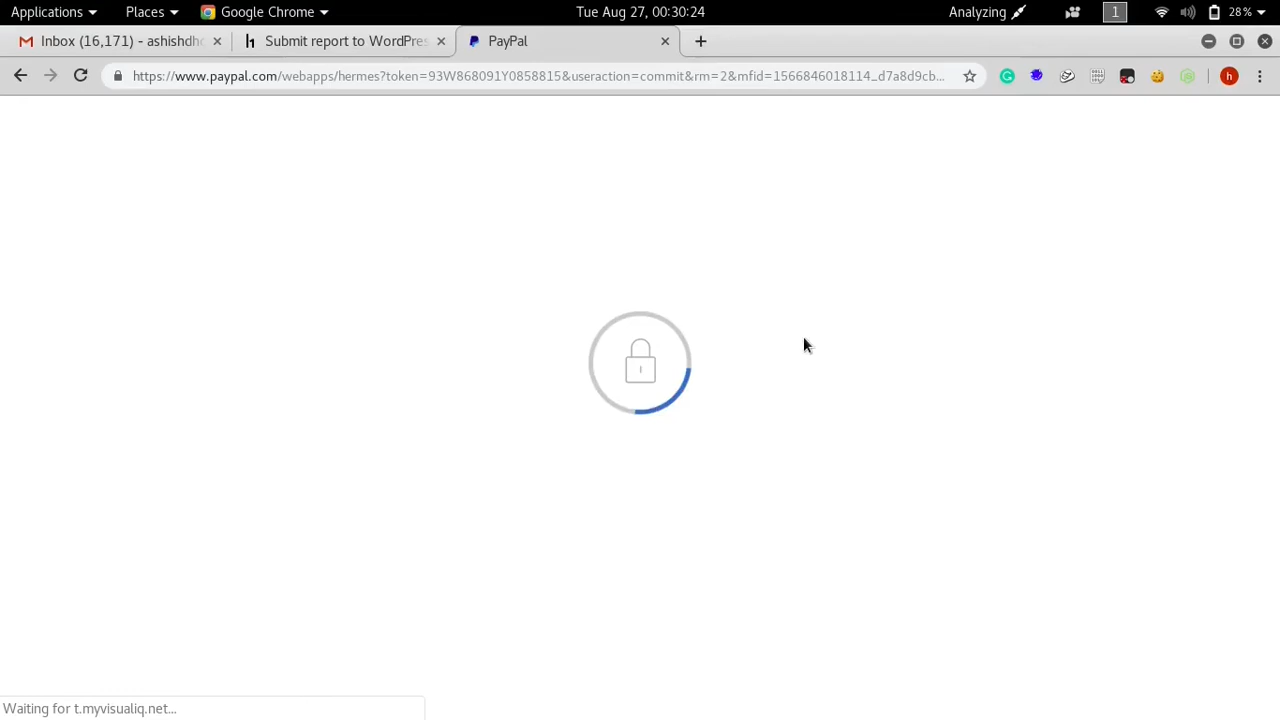 Applications Places Google Chrome Tue Aug 27, 00:30:24 Analyzing 1 28%
Inbox (16,171) - ashishdh Submit report to WordPres PayPal
https://www.paypal.com/webapps/hermes?token=93W868091Y0858815&useraction=commit&rm=2&mfid=1566846018114_d7a8d9cb... h
Waiting for t.myvisualiq.net...